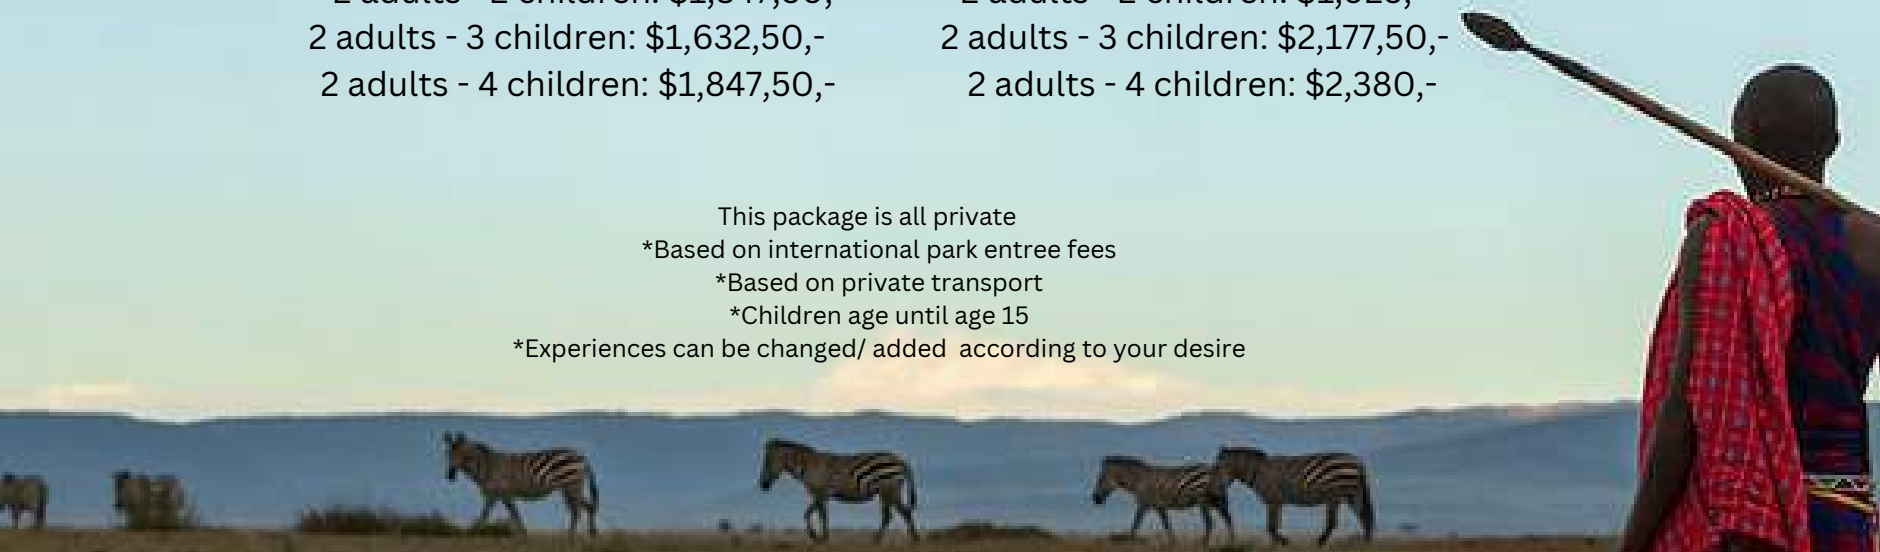 2 adults - 3 children: $1,632,50,-
2 adults - 4 children: $1,847,50,-
2 adults - 3 children: $2,177,50,-
2 adults - 4 children: $2,380,-
This package is all private
*Based on international park entree fees
*Based on private transport
*Children age until age 15
*Experiences can be changed/ added  according to your desire